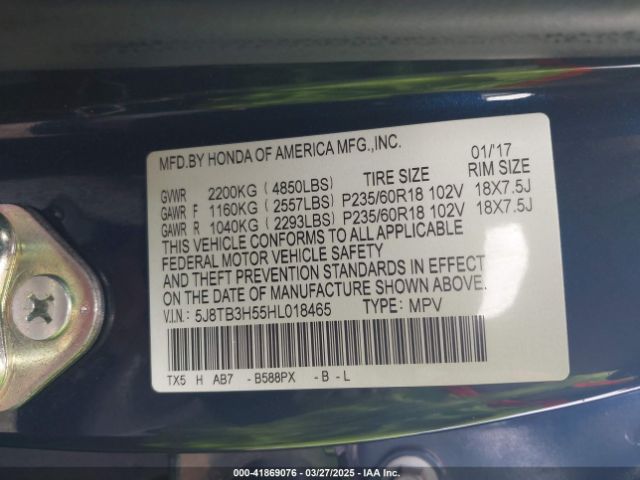 MFD.BY HONDA OF AMERICA MFG.,INC. 01/'17
GVWR 2200KG (4850LBS) TIRE SIZE RIM SIZE
GAWR F 1160KG (2557LBS) P235/60R18 102V 18X7.5J
GAWR R 1040KG (2293LBS) P235/60R18 102V 18X7.5J
THIS VEHICLE CONFORMS TO ALL APPLICABLE
FEDERAL MOTOR VEHICLE SAFETY
AND THEFT PREVENTION STANDARDS IN EFFECT
ON THE DATE OF MANUFACTURE SHOWN ABOVE.
V.I.N: 5J8TB3H55HL018465 TYPE: MPV
TX5 H AB7 - B588PX - B - L
000-41869076 - 03/27/2025 - IAA Inc.